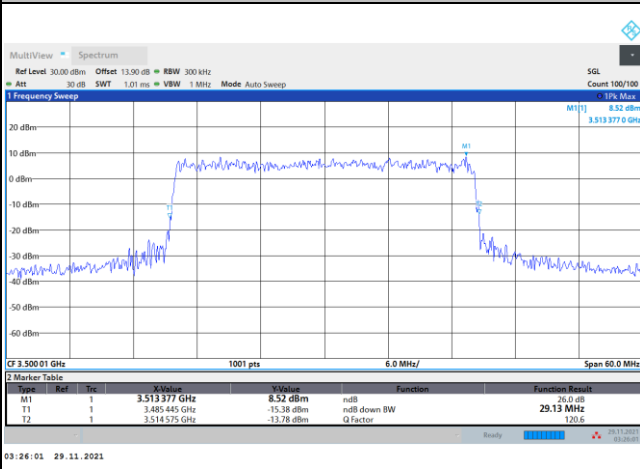 MultiView Spectrum
Ref Level 30.00 dBm Offset 13.90 dB RBW 300 kHz SGL
Att 30 dB SWT 1.01 ms VBW 1 MHz Mode Auto Sweep Count 100/100
1 Frequency Sweep 1Pk Max
M1[1] 8.52 dBm
3.513 377 0 GHz
20 dBm
M1
10 dBm
0 dBm
-10 dBm
T1
-20 dBm
-30 dBm
-40 dBm
-50 dBm
-60 dBm
CF 3.500 01 GHz 1001 pts 6.0 MHz/ Span 60.0 MHz
2 Marker Table
Type Ref Trc X-Value Y-Value Function Function Result
M1 1 3.513 377 GHz 8.52 dBm ndB 26.0 dB
T1 1 3.485 445 GHz -15.38 dBm ndB down BW 29.13 MHz
T2 1 3.514 575 GHz -13.78 dBm Q Factor 120.6
Ready 29.11.2021
03:26:01
03:26:01 29.11.2021